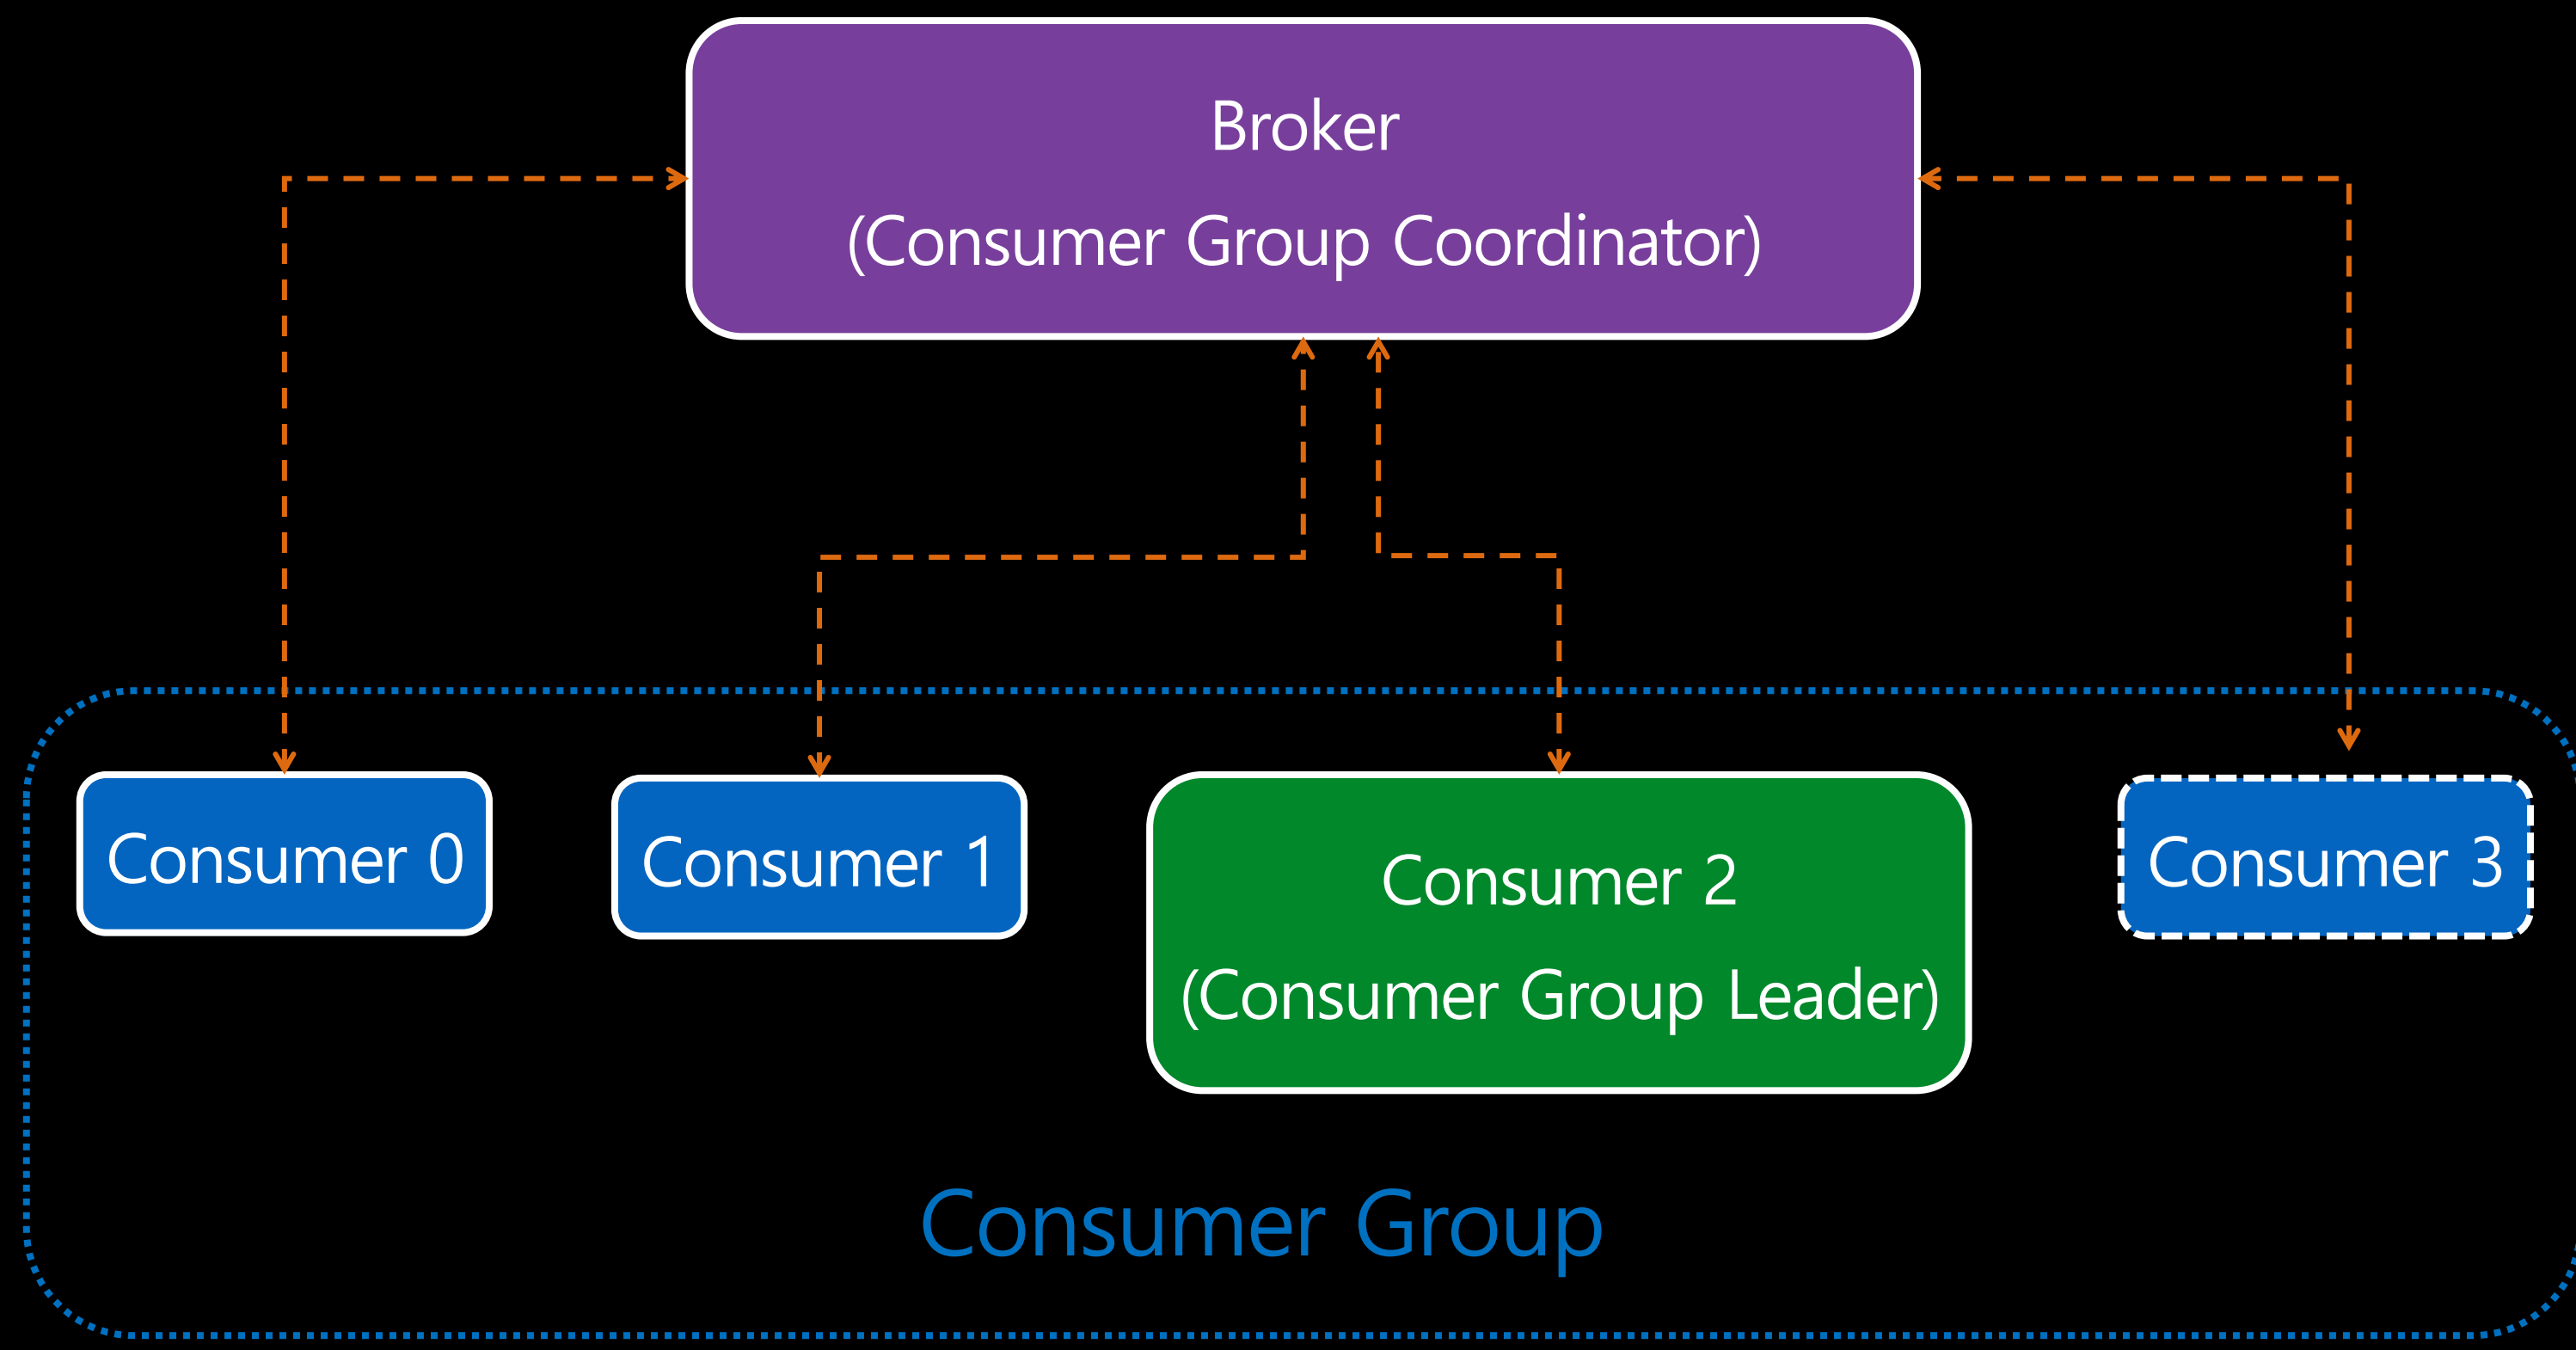 Broker
(Consumer Group Coordinator)
Consumer 0
Consumer 1
Consumer 2
(Consumer Group Leader)
Consumer 3
Consumer Group